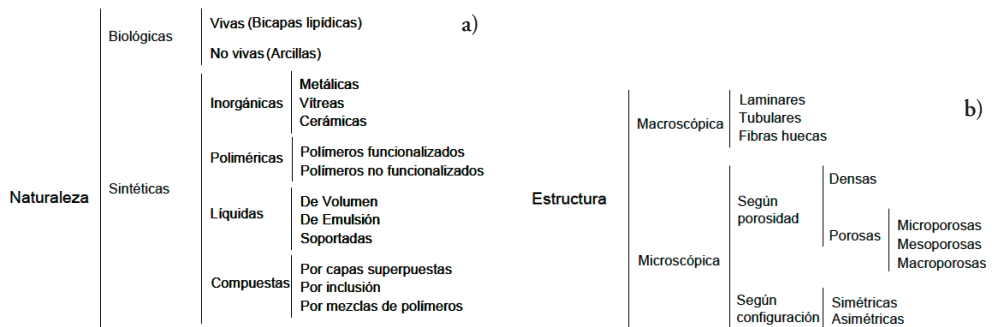 a)
Naturaleza
Biológicas
Vivas (Bicapas lipídicas)
No vivas (Arcillas)
Sintéticas
Inorgánicas
Metálicas
Vítreas
Cerámicas
Poliméricas
Polímeros funcionalizados
Polímeros no funcionalizados
Líquidas
De Volumen
De Emulsión
Soportadas
Compuestas
Por capas superpuestas
Por inclusión
Por mezclas de polímeros
b)
Estructura
Macroscópica
Laminares
Tubulares
Fibras huecas
Microscópica
Según
porosidad
Densas
Porosas
Microporosas
Mesoporosas
Macroporosas
Según
configuración
Simétricas
Asimétricas